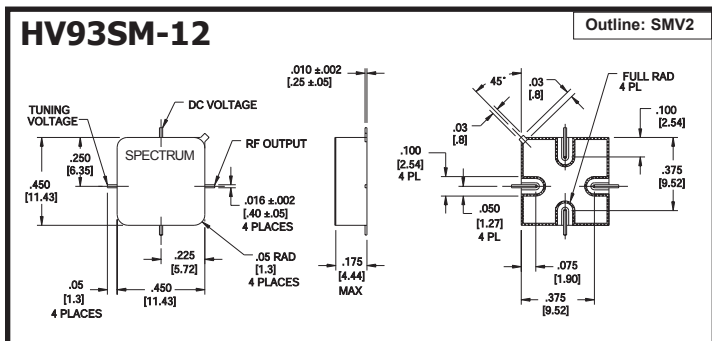 HV93SM-12
Outline: SMV2
.010 ±.002
[.25 ±.05]
DC VOLTAGE
TUNING
VOLTAGE
SPECTRUM
RF OUTPUT
.250
[6.35]
.450
[11.43]
.016 ±.002
[.40 ±.05]
4 PLACES
.225
[5.72]
.05 RAD
[1.3]
4 PLACES
.05
[1.3]
4 PLACES
.450
[11.43]
.175
[4.44]
MAX
45°
.03
[.8]
FULL RAD
4 PL
.03
[.8]
.100
[2.54]
.100
[2.54]
4 PL
.375
[9.52]
.050
[1.27]
4 PL
.075
[1.90]
.375
[9.52]